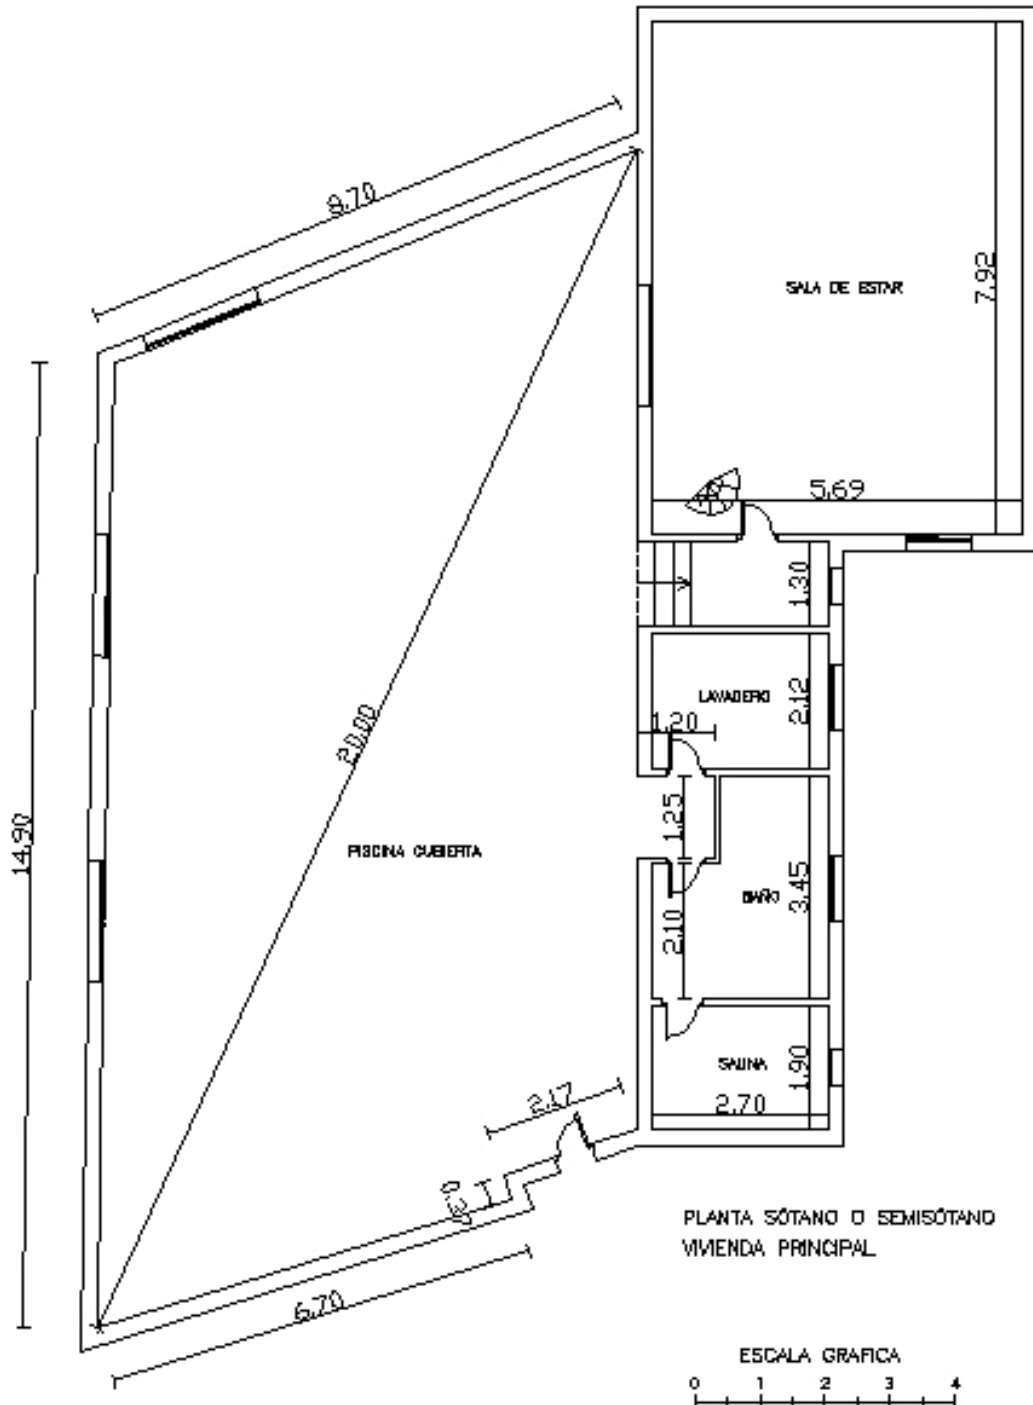 8.70
SALA DE ESTAR
7.92
5.69
1.30
LAVADERO
2.12
1.20
20.00
14.90
PISCINA CUBIERTA
1.25
BAÑO
3.45
2.10
SAUNA
1.90
2.70
2.17
6.70
PLANTA SÓTANO O SEMISÓTANO
VIVIENDA PRINCIPAL
ESCALA GRAFICA
0 1 2 3 4